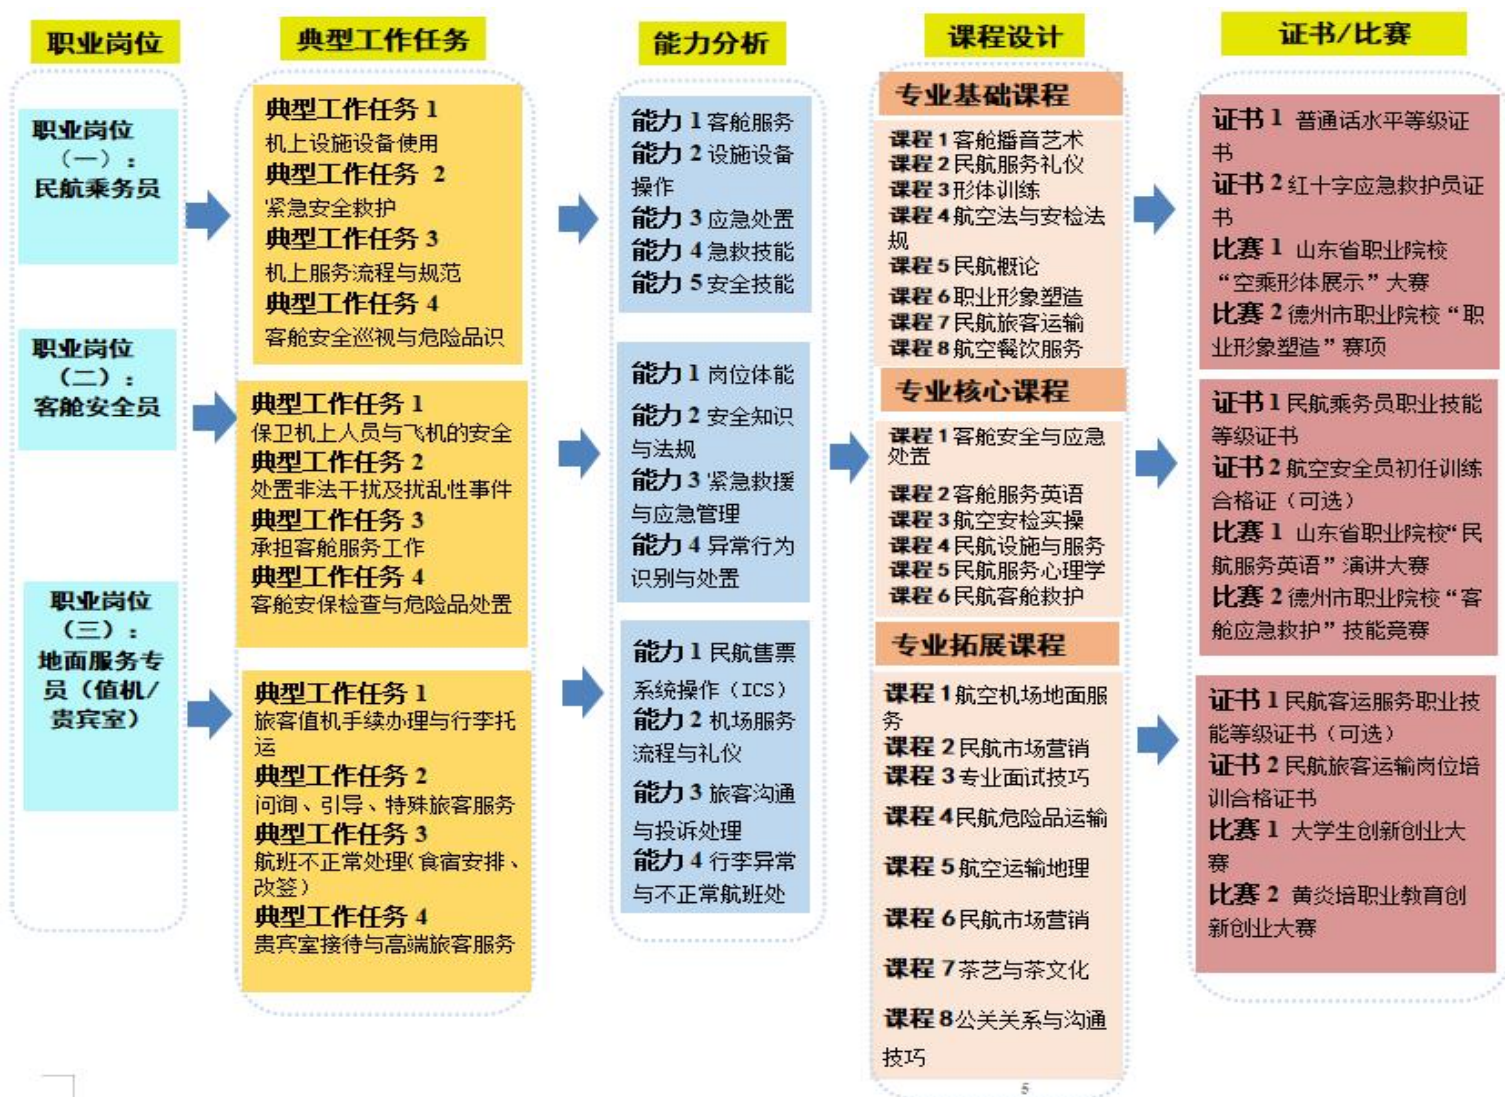 职业岗位
典型工作任务
能力分析
课程设计
证书/比赛
职业岗位
（一）：
民航乘务员
职业岗位
（二）：
客舱安全员
职业岗位
（三）：
地面服务专
员（值机/
贵宾室）
典型工作任务 1
机上设施设备使用
典型工作任务 2
紧急安全救护
典型工作任务 3
机上服务流程与规范
典型工作任务 4
客舱安全巡视与危险品识
典型工作任务 1
保卫机上人员与飞机的安全
典型工作任务 2
处置非法干扰及扰乱性事件
典型工作任务 3
承担客舱服务工作
典型工作任务 4
客舱安保检查与危险品处置
典型工作任务 1
旅客值机手续办理与行李托
运
典型工作任务 2
问询、引导、特殊旅客服务
典型工作任务 3
航班不正常处理（食宿安排、
改签）
典型工作任务 4
贵宾室接待与高端旅客服务
能力 1 客舱服务
能力 2 设施设备
操作
能力 3 应急处置
能力 4 急救技能
能力 5 安全技能
能力 1 岗位体能
能力 2 安全知识
与法规
能力 3 紧急救援
与应急管理
能力 4 异常行为
识别与处置
能力 1 民航售票
系统操作（ICS）
能力 2 机场服务
流程与礼仪
能力 3 旅客沟通
与投诉处理
能力 4 行李异常
与不正常航班处
专业基础课程
课程 1 客舱播音艺术
课程 2 民航服务礼仪
课程 3 形体训练
课程 4 航空法与安检法
规
课程 5 民航概论
课程 6 职业形象塑造
课程 7 民航旅客运输
课程 8 航空餐饮服务
专业核心课程
课程 1 客舱安全与应急
处置
课程 2 客舱服务英语
课程 3 航空安检实操
课程 4 民航设施与服务
课程 5 民航服务心理学
课程 6 民航客舱救护
专业拓展课程
课程 1 航空机场地面服
务
课程 2 民航市场营销
课程 3 专业面试技巧
课程 4 民航危险品运输
课程 5 航空运输地理
课程 6 民航市场营销
课程 7 茶艺与茶文化
课程 8 公关关系与沟通
技巧
证书 1 普通话水平等级证
书
证书 2 红十字应急救护员证
书
比赛 1 山东省职业院校
“空乘形体展示”大赛
比赛 2 德州市职业院校“职
业形象塑造”赛项
证书 1 民航乘务员职业技能
等级证书
证书 2 航空安全员初任训练
合格证（可选）
比赛 1 山东省职业院校“民
航服务英语”演讲大赛
比赛 2 德州市职业院校“客
舱应急救护”技能竞赛
证书 1 民航客运服务职业技
能等级证书（可选）
证书 2 民航旅客运输岗位培
训合格证书
比赛 1 大学生创新创业大
赛
比赛 2 黄炎培职业教育创
新创业大赛
5